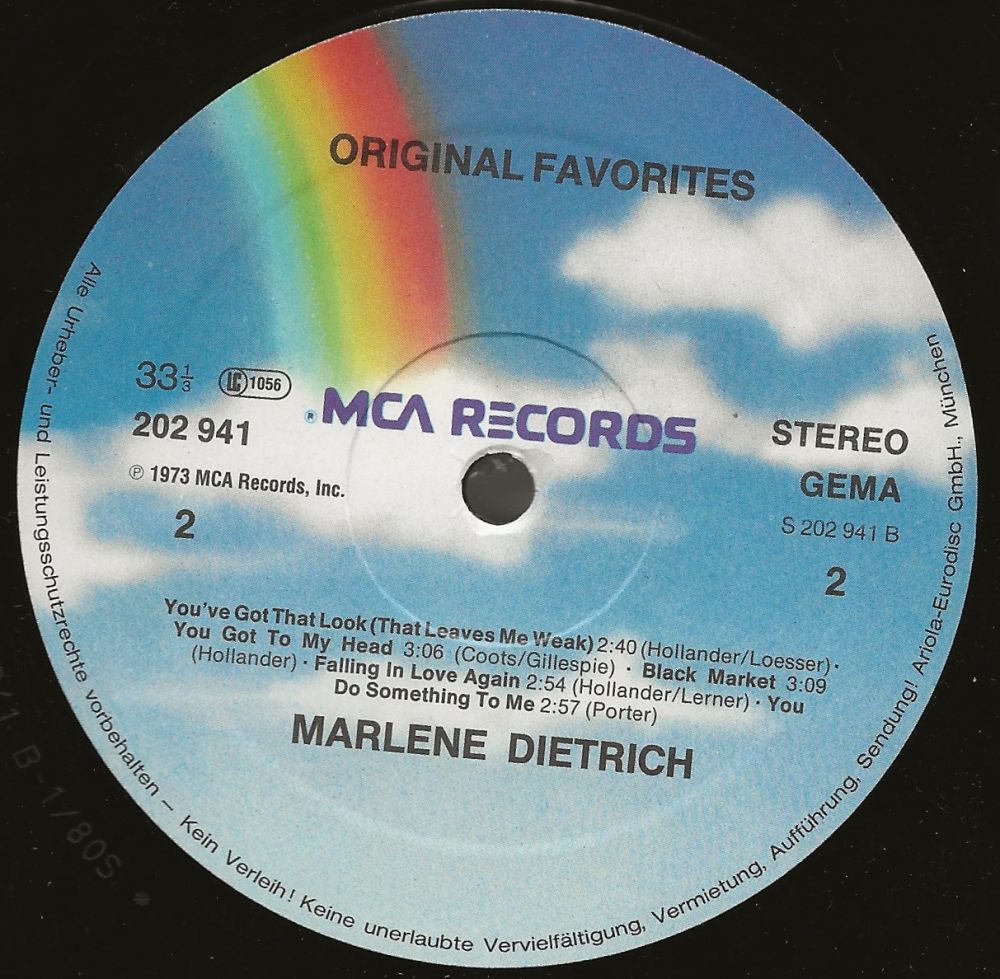 ORIGINAL FAVORITES
33⅓ LC 1056
® MCA RECORDS
202 941
STEREO
GEMA
℗ 1973 MCA Records, Inc.
S 202 941 B
2
2
You've Got That Look (That Leaves Me Weak) 2:40 (Hollander/Loesser) ·
You Got To My Head 3:06 (Coots/Gillespie) · Black Market 3:09
(Hollander) · Falling In Love Again 2:54 (Hollander/Lerner) · You
Do Something To Me 2:57 (Porter)
MARLENE DIETRICH
Alle Urheber- und Leistungsschutzrechte vorbehalten – Kein Verleih! Keine unerlaubte Vervielfältigung, Vermietung, Aufführung, Sendung! Ariola-Eurodisc GmbH., München
B-1/80S *